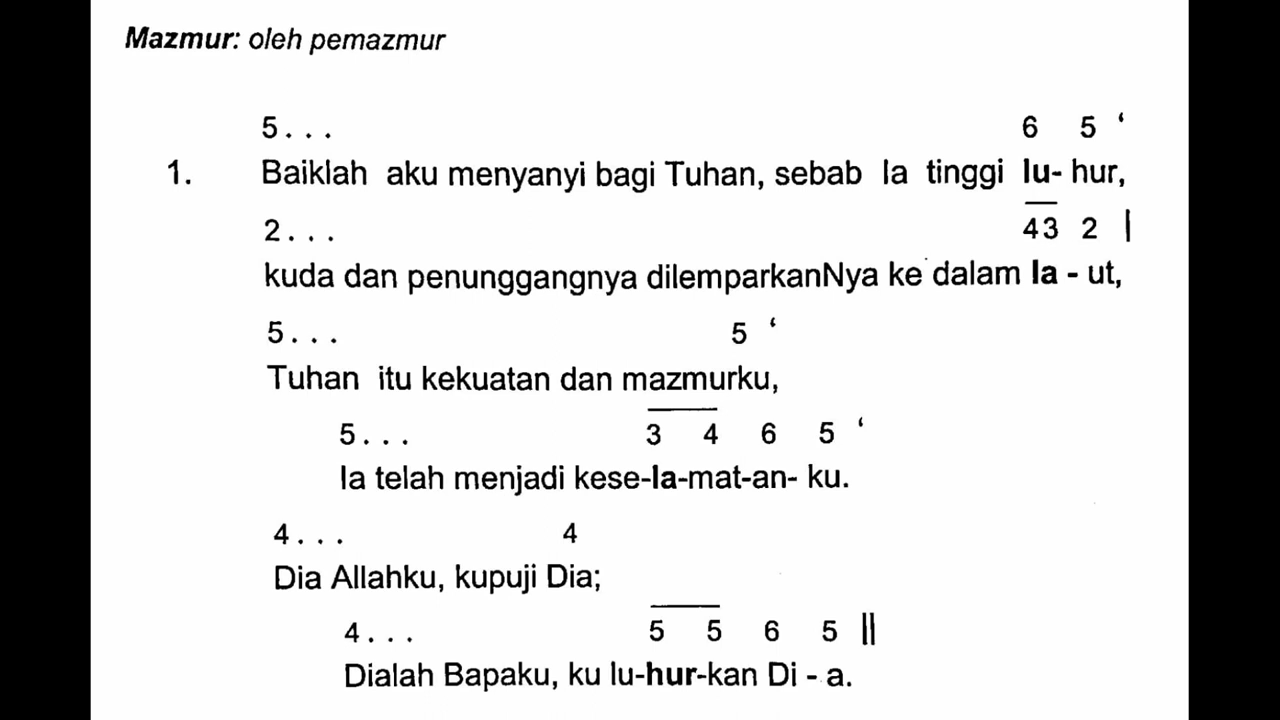 Mazmur: oleh pemazmur
5 . . . 6 5 ‘
1. Baiklah aku menyanyi bagi Tuhan, sebab Ia tinggi lu- hur,
2 . . . 43 2 |
kuda dan penunggangnya dilemparkanNya ke dalam la - ut,
5 . . . 5 ‘
Tuhan itu kekuatan dan mazmurku,
5 . . . 3 4 6 5 ‘
Ia telah menjadi kese-la-mat-an- ku.
4 . . . 4
Dia Allahku, kupuji Dia;
4 . . . 5 5 6 5 ||
Dialah Bapaku, ku lu-hur-kan Di - a.